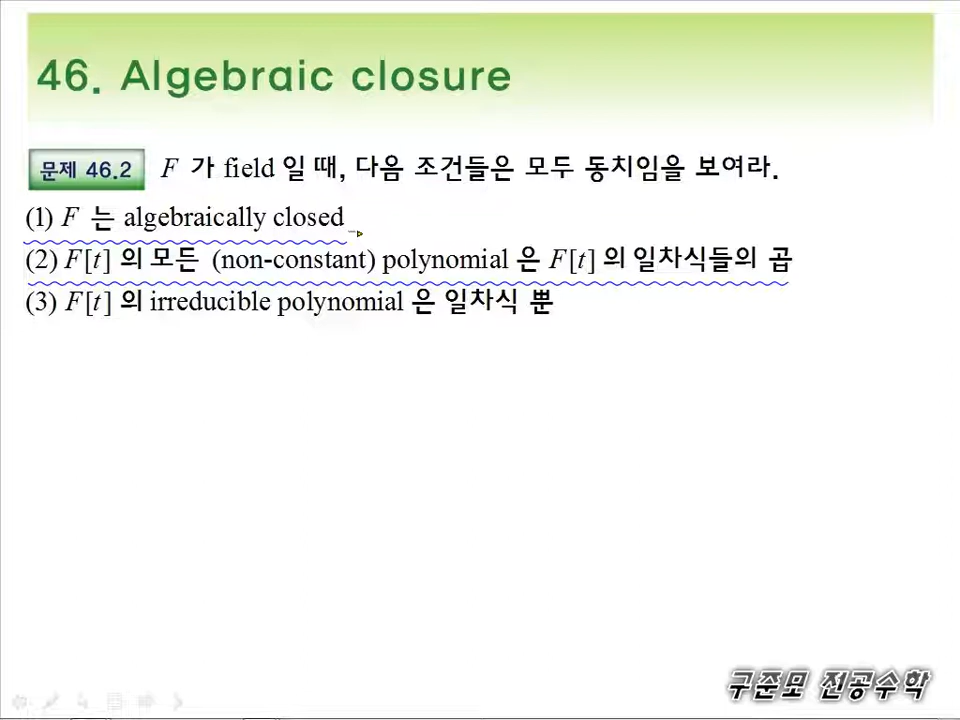 46. Algebraic closure
문제 46.2 F 가 field 일 때, 다음 조건들은 모두 동치임을 보여라.
(1) F 는 algebraically closed
(2) F[t] 의 모든 (non-constant) polynomial 은 F[t] 의 일차식들의 곱
(3) F[t] 의 irreducible polynomial 은 일차식 뿐
구준모 전공수학